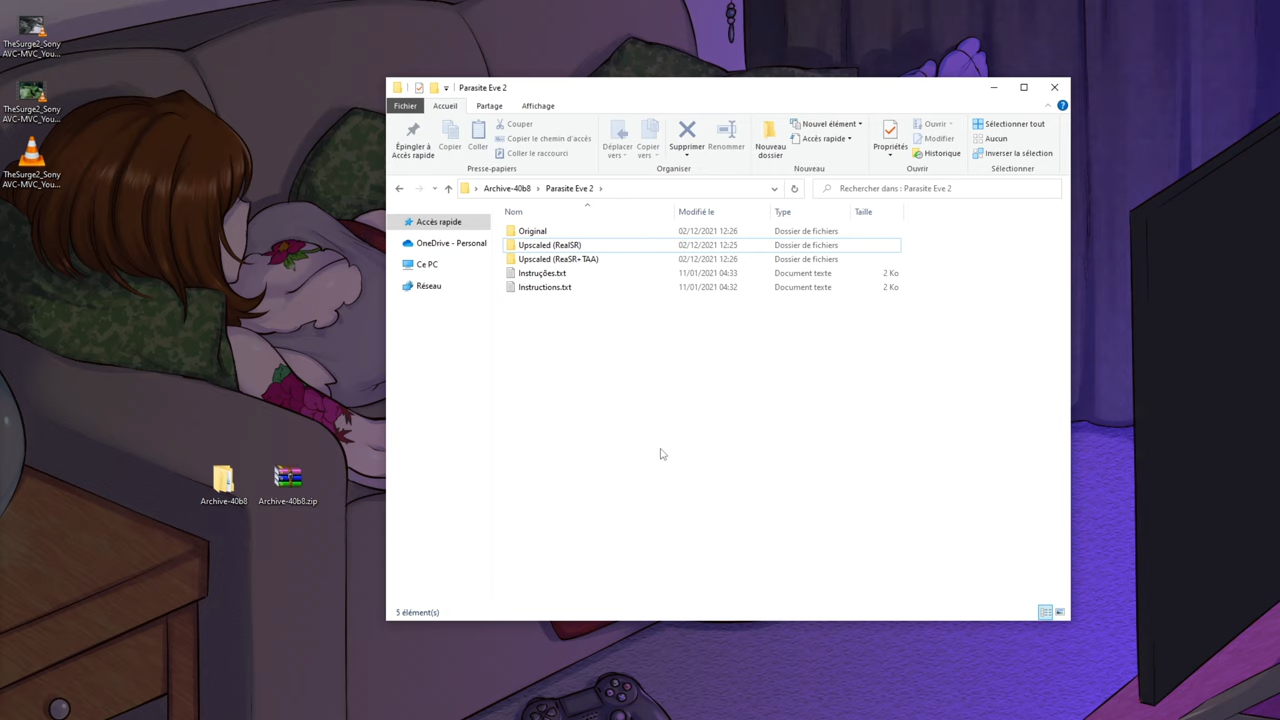 TheSurge2_Sony
AVC-MVC_You...
TheSurge2_Sony
AVC-MVC_You...
TheSurge2_Sony
AVC-MVC_You...
Archive-40b8
Archive-40b8.zip
Parasite Eve 2
Fichier
Accueil
Partage
Affichage
Épingler à
Accès rapide
Copier
Coller
Couper
Copier le chemin d'accès
Coller le raccourci
Presse-papiers
Déplacer
vers
Copier
vers
Supprimer
Renommer
Organiser
Nouveau
dossier
Nouvel élément
Accès rapide
Nouveau
Propriétés
Ouvrir
Modifier
Historique
Ouvrir
Sélectionner tout
Aucun
Inverser la sélection
Sélectionner
Archive-40b8 > Parasite Eve 2 >
Rechercher dans : Parasite Eve 2
Accès rapide
OneDrive - Personal
Ce PC
Réseau
Nom Modifié le Type Taille
Original 02/12/2021 12:26 Dossier de fichiers
Upscaled (RealSR) 02/12/2021 12:25 Dossier de fichiers
Upscaled (ReaSR+TAA) 02/12/2021 12:26 Dossier de fichiers
Instruções.txt 11/01/2021 04:33 Document texte 2 Ko
Instructions.txt 11/01/2021 04:32 Document texte 2 Ko
5 élément(s)